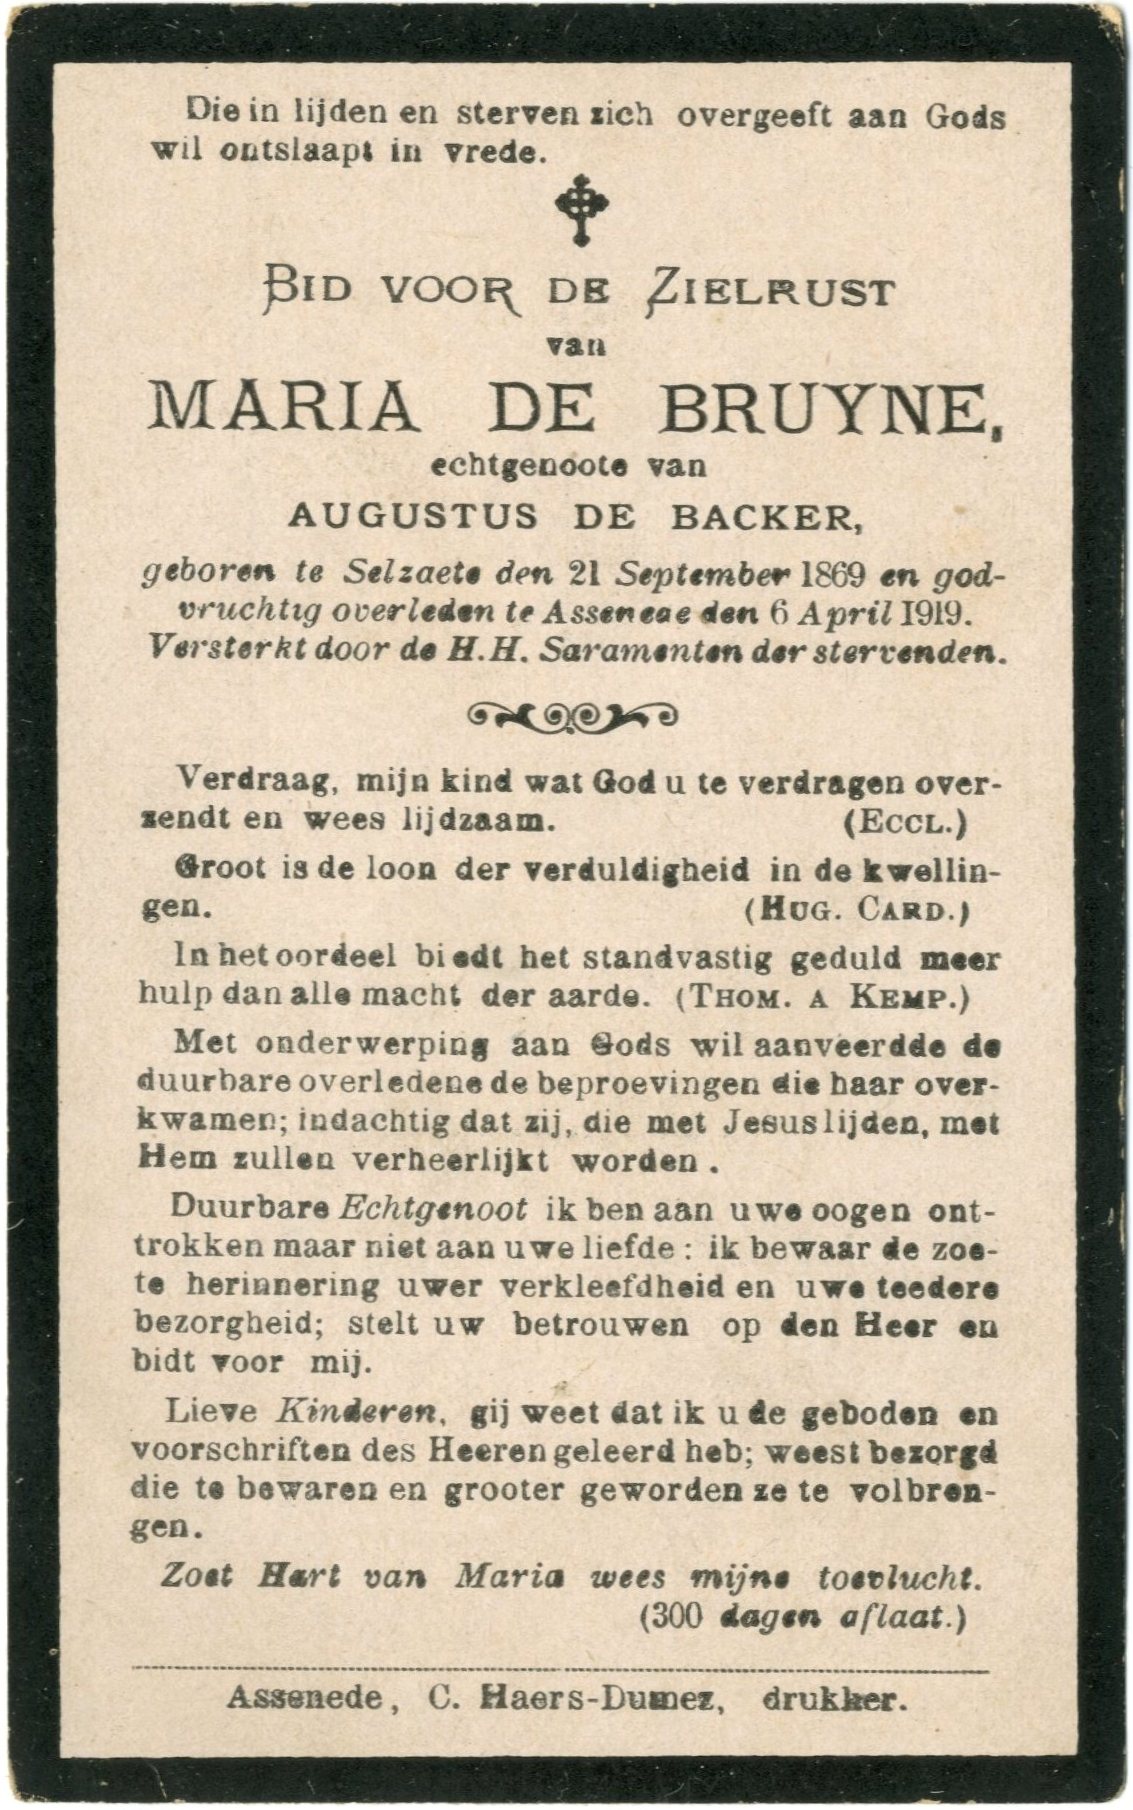 Die in lijden en sterven zich overgeeft aan Gods
wil ontslaapt in vrede.
BID VOOR DE ZIELRUST
van
MARIA DE BRUYNE,
echtgenoote van
AUGUSTUS DE BACKER,
geboren te Selzaete den 21 September 1869 en god-
vruchtig overleden te Assenede den 6 April 1919.
Versterkt door de H.H. Saramenten der stervenden.
Verdraag, mijn kind wat God u te verdragen over-
zendt en wees lijdzaam. (ECCL.)
Groot is de loon der verduldigheid in de kwellin-
gen. (HUG. CARD.)
In het oordeel biedt het standvastig geduld meer
hulp dan alle macht der aarde. (THOM. A KEMP.)
Met onderwerping aan Gods wil aanveerdde de
duurbare overledene de beproevingen die haar over-
kwamen; indachtig dat zij, die met Jesus lijden, met
Hem zullen verheerlijkt worden.
Duurbare Echtgenoot ik ben aan uwe oogen ont-
trokken maar niet aan uwe liefde: ik bewaar de zoe-
te herinnering uwer verkleefdheid en uwe teedere
bezorgheid; stelt uw betrouwen op den Heer en
bidt voor mij.
Lieve Kinderen, gij weet dat ik u de geboden en
voorschriften des Heeren geleerd heb; weest bezorgd
die te bewaren en grooter geworden ze te volbren-
gen.
Zoet Hart van Maria wees mijne toevlucht.
(300 dagen aflaat.)
Assenede, C. Haers-Dumez, drukker.